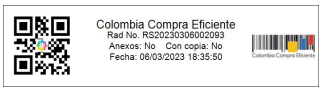 Colombia Compra Eficiente
Rad No. RS20230306002093
Anexos: No Con copia: No
Fecha: 06/03/2023 18:35:50
Colombia Compra Eficiente